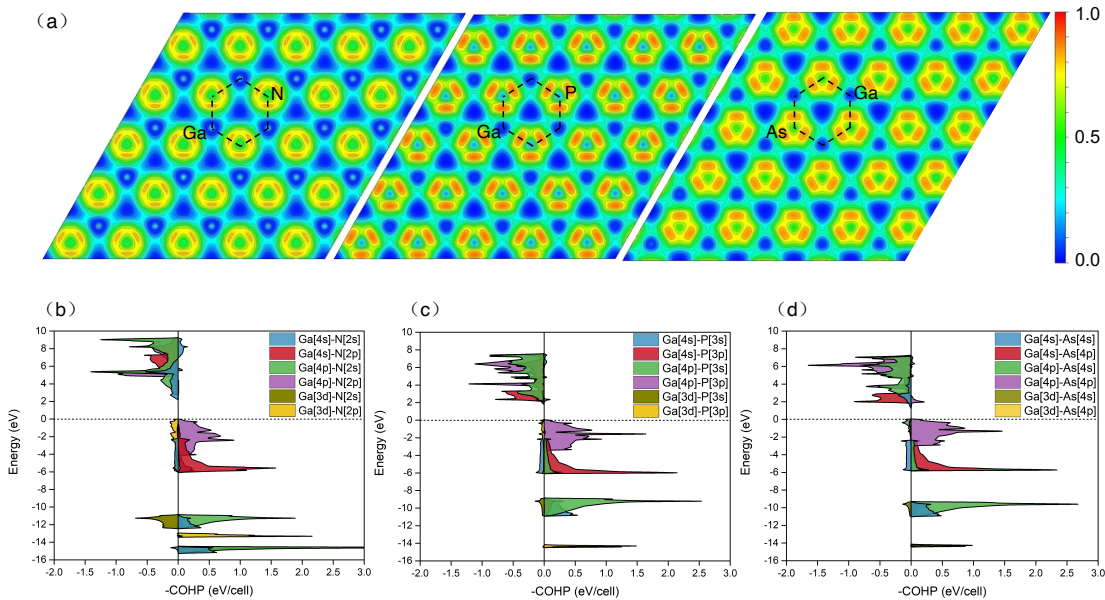 (a)
N
Ga
P
Ga
Ga
As
1.0
0.5
0.0
(b)
10
8
6
4
2
0
-2
-4
-6
-8
-10
-12
-14
-16
Energy (eV)
Ga[4s]-N[2s]
Ga[4s]-N[2p]
Ga[4p]-N[2s]
Ga[4p]-N[2p]
Ga[3d]-N[2s]
Ga[3d]-N[2p]
-2.0 -1.5 -1.0 -0.5 0.0 0.5 1.0 1.5 2.0 2.5 3.0
-COHP (eV/cell)
(c)
10
8
6
4
2
0
-2
-4
-6
-8
-10
-12
-14
-16
Energy (eV)
Ga[4s]-P[3s]
Ga[4s]-P[3p]
Ga[4p]-P[3s]
Ga[4p]-P[3p]
Ga[3d]-P[3s]
Ga[3d]-P[3p]
-2.0 -1.5 -1.0 -0.5 0.0 0.5 1.0 1.5 2.0 2.5 3.0
-COHP (eV/cell)
(d)
10
8
6
4
2
0
-2
-4
-6
-8
-10
-12
-14
-16
Energy (eV)
Ga[4s]-As[4s]
Ga[4s]-As[4p]
Ga[4p]-As[4s]
Ga[4p]-As[4p]
Ga[3d]-As[4s]
Ga[3d]-As[4p]
-2.0 -1.5 -1.0 -0.5 0.0 0.5 1.0 1.5 2.0 2.5 3.0
-COHP (eV/cell)